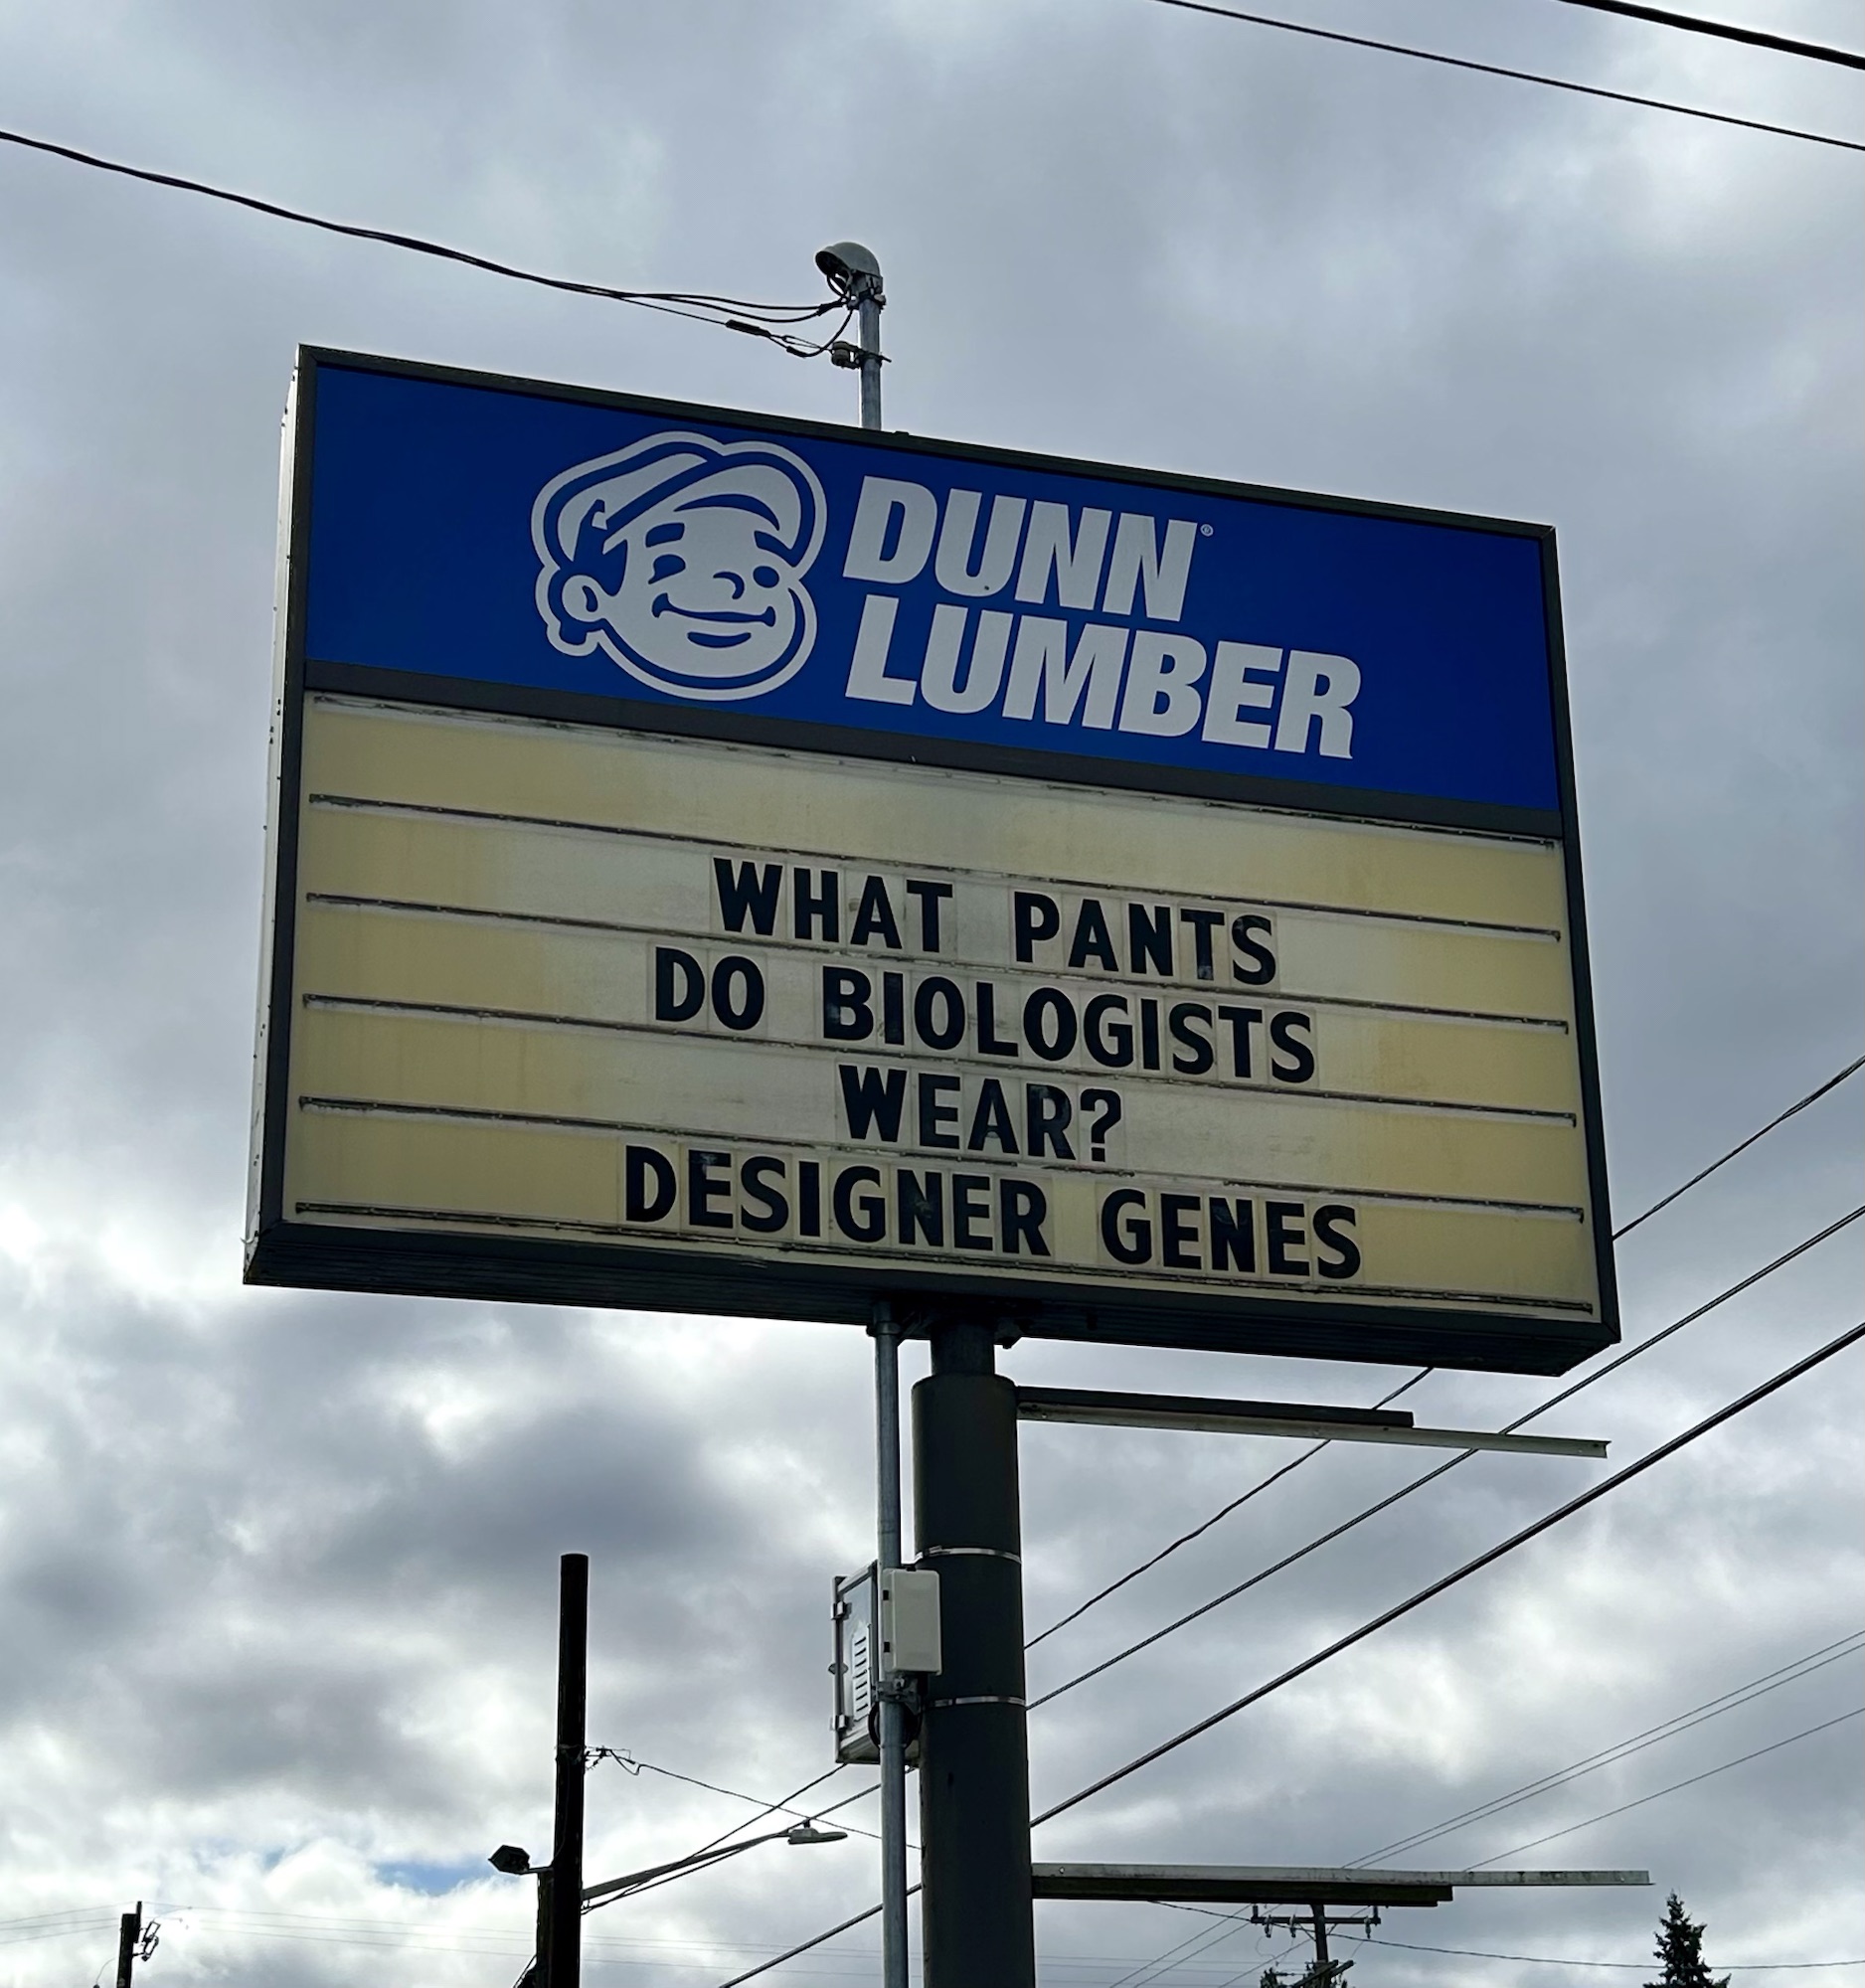 DUNN®
LUMBER
WHAT PANTS
DO BIOLOGISTS
WEAR?
DESIGNER GENES